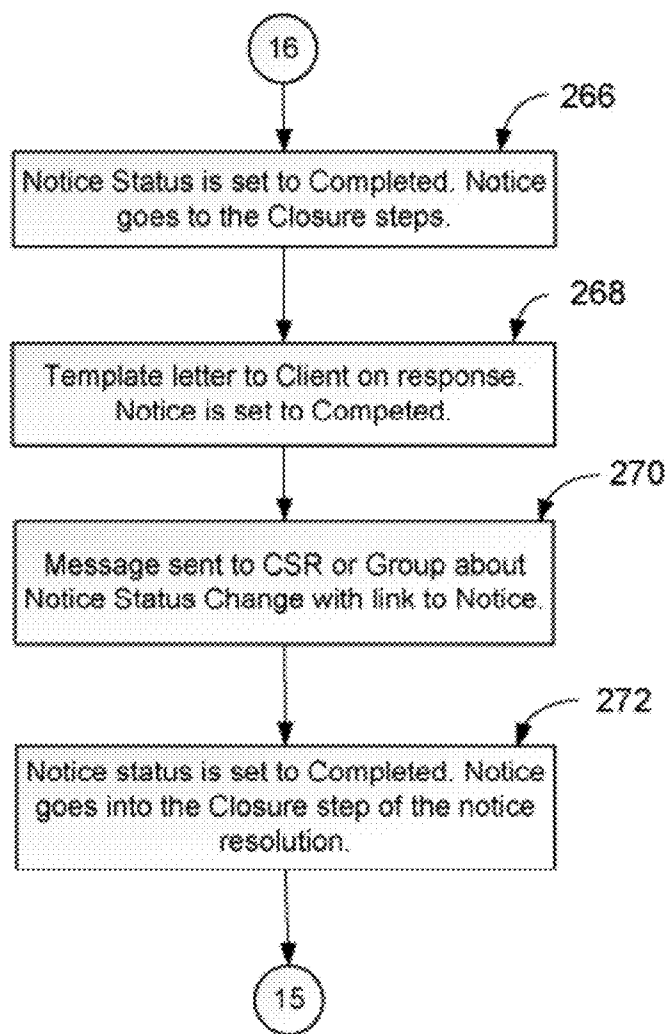 16
266
Notice Status is set to Completed. Notice
goes to the Closure steps.
268
Template letter to Client on response.
Notice is set to Competed.
270
Message sent to CSR or Group about
Notice Status Change with link to Notice.
272
Notice status is set to Completed. Notice
goes into the Closure step of the notice
resolution.
15